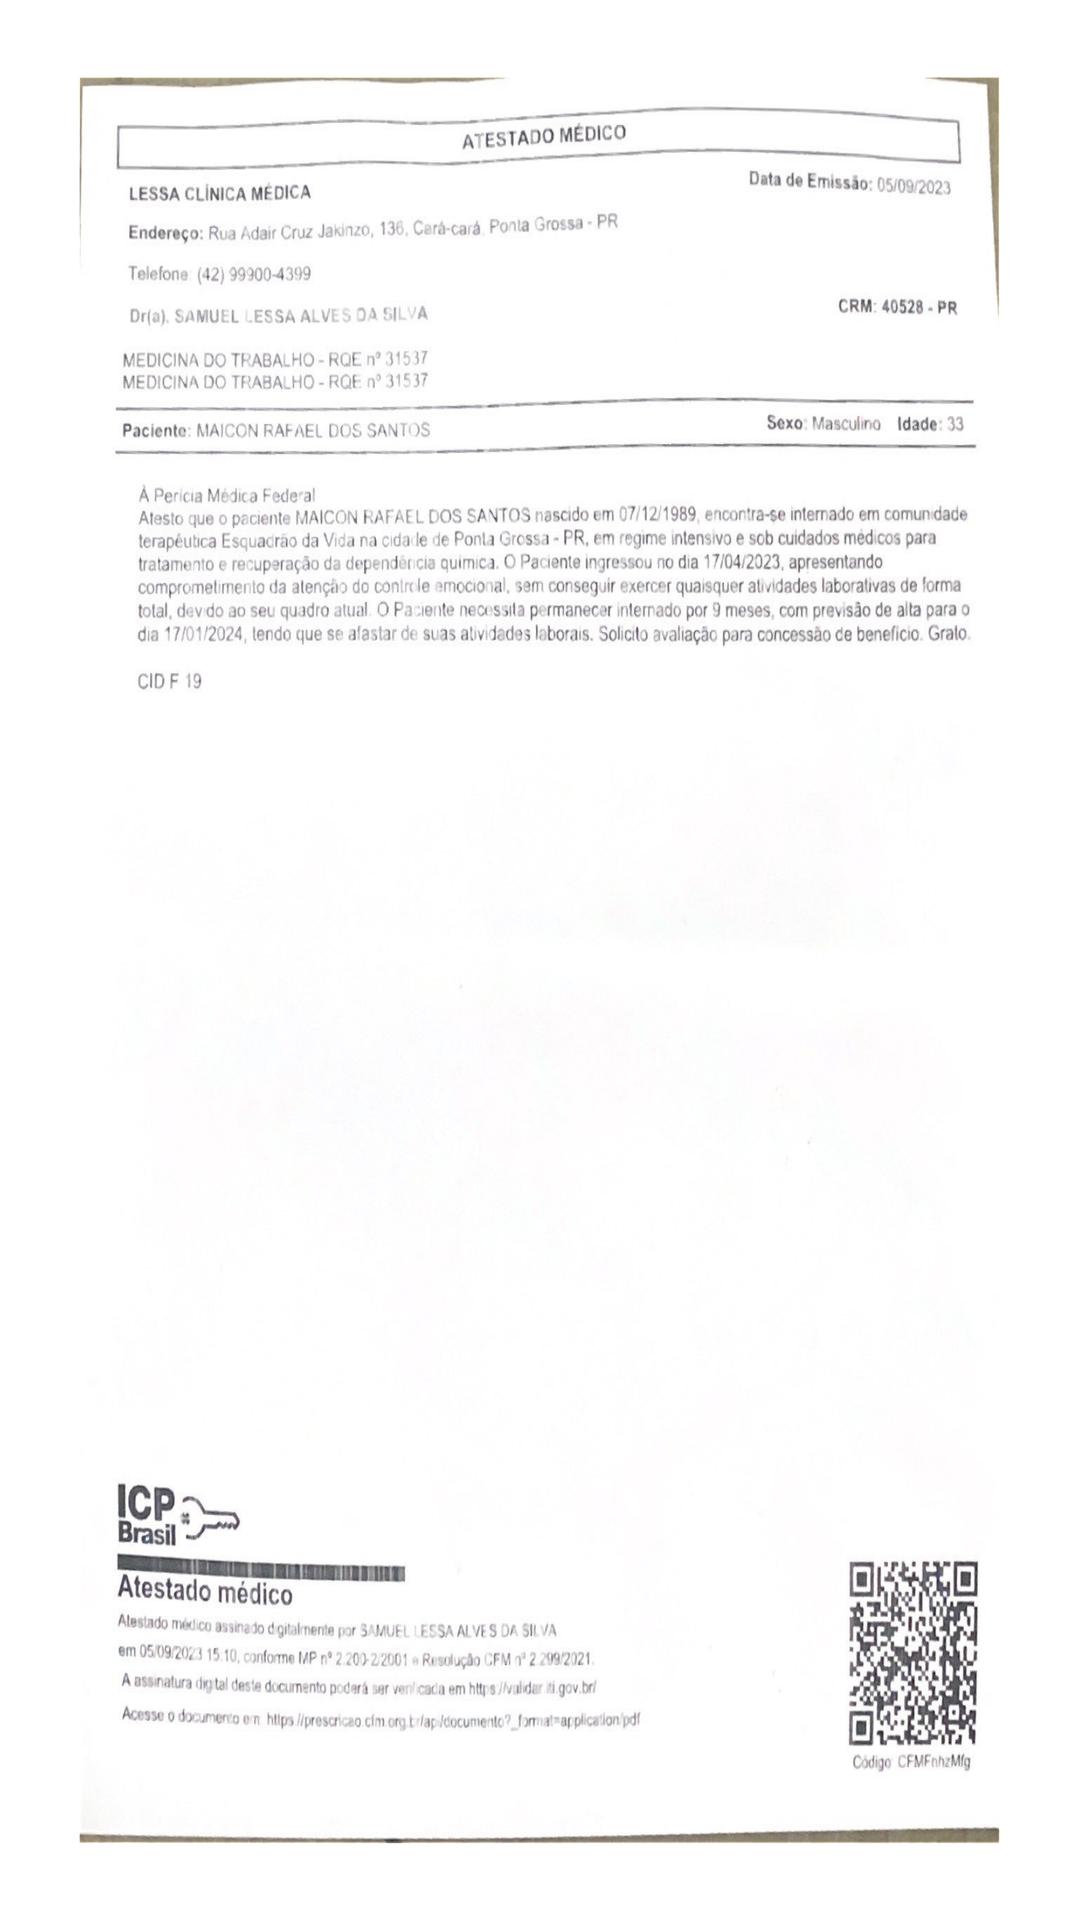 ATESTADO MÉDICO
LESSA CLÍNICA MÉDICA
Data de Emissão: 05/09/2023
Endereço: Rua Adair Cruz Jakinzo, 136, Cará-cará, Ponta Grossa - PR
Telefone: (42) 99900-4399
Dr(a). SAMUEL LESSA ALVES DA SILVA
CRM: 40528 - PR
MEDICINA DO TRABALHO - RQE nº 31537
MEDICINA DO TRABALHO - RQE nº 31537
Paciente: MAICON RAFAEL DOS SANTOS
Sexo: Masculino Idade: 33
À Perícia Médica Federal
Atesto que o paciente MAICON RAFAEL DOS SANTOS nascido em 07/12/1989, encontra-se internado em comunidade
terapêutica Esquadrão da Vida na cidade de Ponta Grossa - PR, em regime intensivo e sob cuidados médicos para
tratamento e recuperação da dependência química. O Paciente ingressou no dia 17/04/2023, apresentando
comprometimento da atenção do controle emocional, sem conseguir exercer quaisquer atividades laborativas de forma
total, devido ao seu quadro atual. O Paciente necessita permanecer internado por 9 meses, com previsão de alta para o
dia 17/01/2024, tendo que se afastar de suas atividades laborais. Solicito avaliação para concessão de benefício. Grato.
CID F 19
ICP
Brasil
Atestado médico
Atestado médico assinado digitalmente por SAMUEL LESSA ALVES DA SILVA
em 05/09/2023 15:10, conforme MP nº 2.200-2/2001 e Resolução CFM nº 2.299/2021.
A assinatura digital deste documento poderá ser verificada em https://validar.iti.gov.br/
Acesse o documento em: https://prescricao.cfm.org.br/api/documento?_format=application/pdf
Código: CFMFnhzMfg